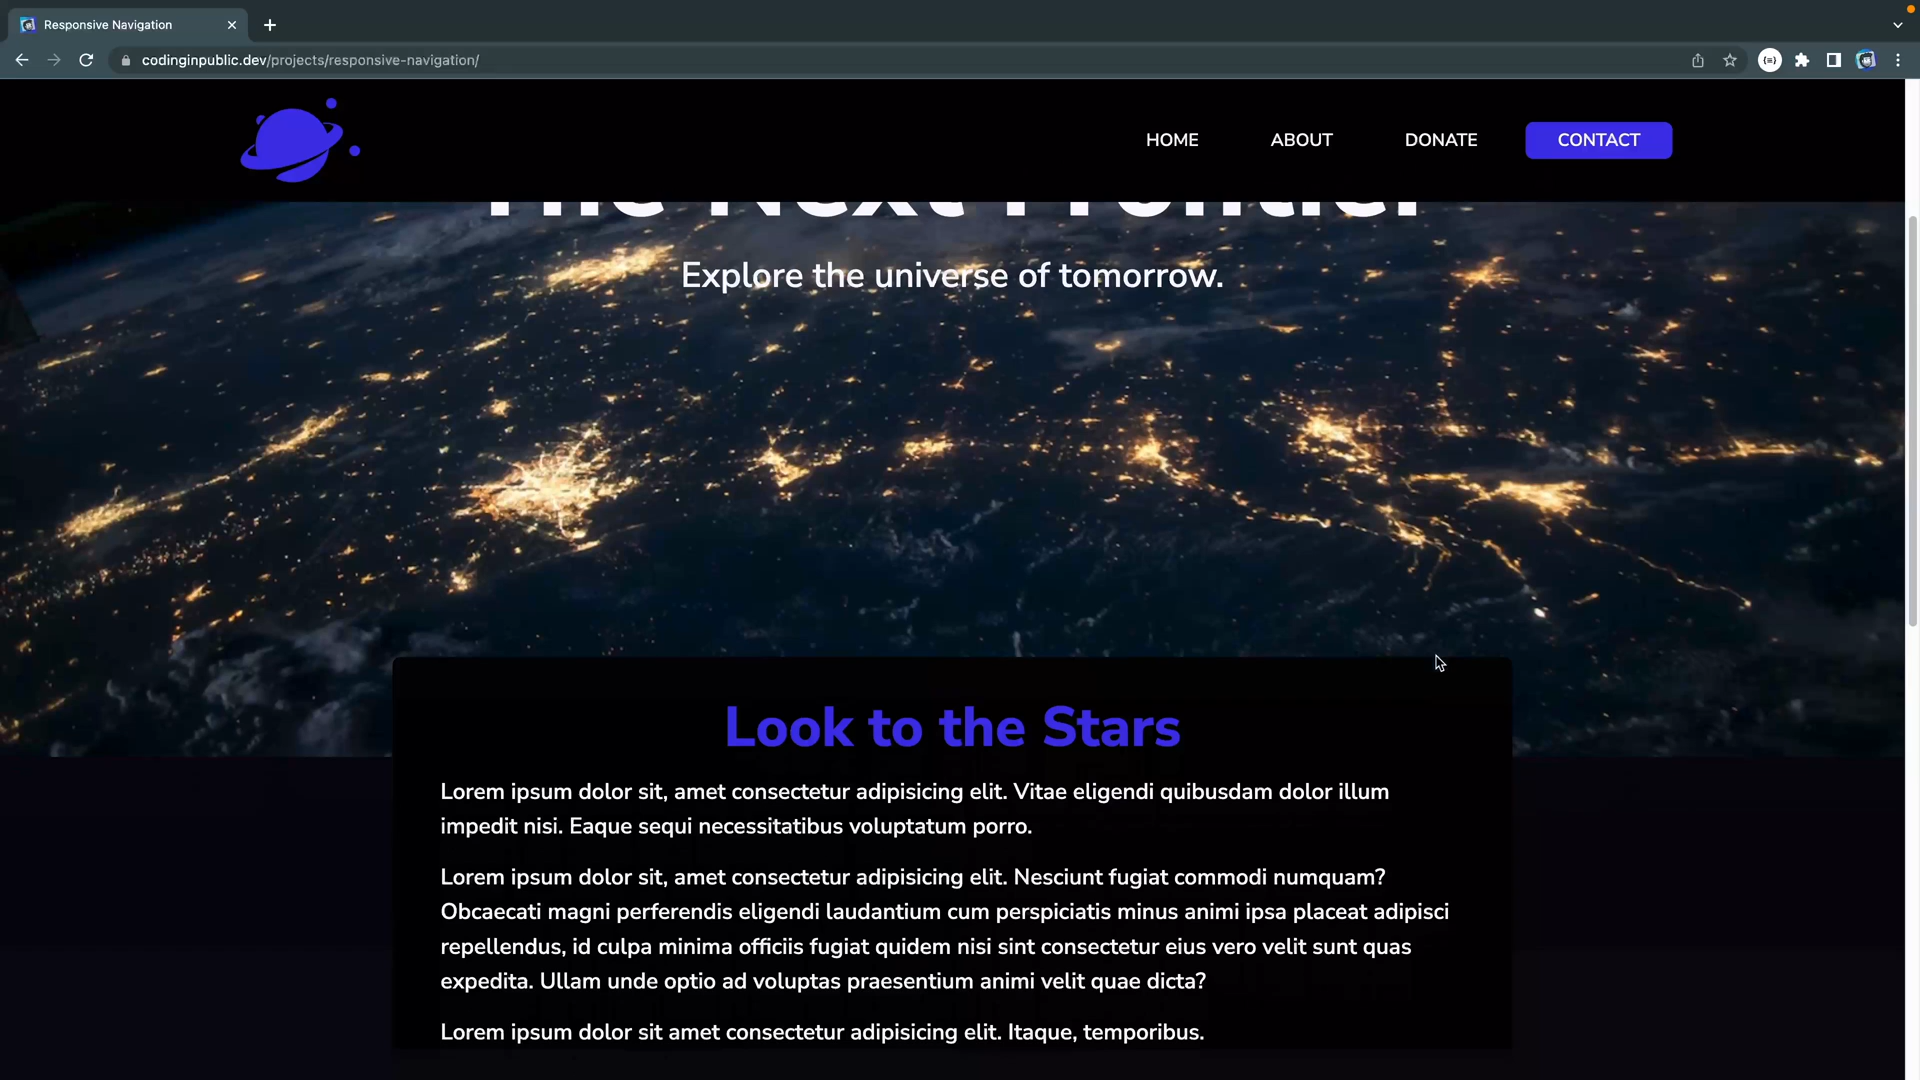 Responsive Navigation
codinginpublic.dev/projects/responsive-navigation/
HOME ABOUT DONATE CONTACT
The Next Frontier
Explore the universe of tomorrow.
Look to the Stars
Lorem ipsum dolor sit, amet consectetur adipisicing elit. Vitae eligendi quibusdam dolor illum
impedit nisi. Eaque sequi necessitatibus voluptatum porro.
Lorem ipsum dolor sit, amet consectetur adipisicing elit. Nesciunt fugiat commodi numquam?
Obcaecati magni perferendis eligendi laudantium cum perspiciatis minus animi ipsa placeat adipisci
repellendus, id culpa minima officiis fugiat quidem nisi sint consectetur eius vero velit sunt quas
expedita. Ullam unde optio ad voluptas praesentium animi velit quae dicta?
Lorem ipsum dolor sit amet consectetur adipisicing elit. Itaque, temporibus.